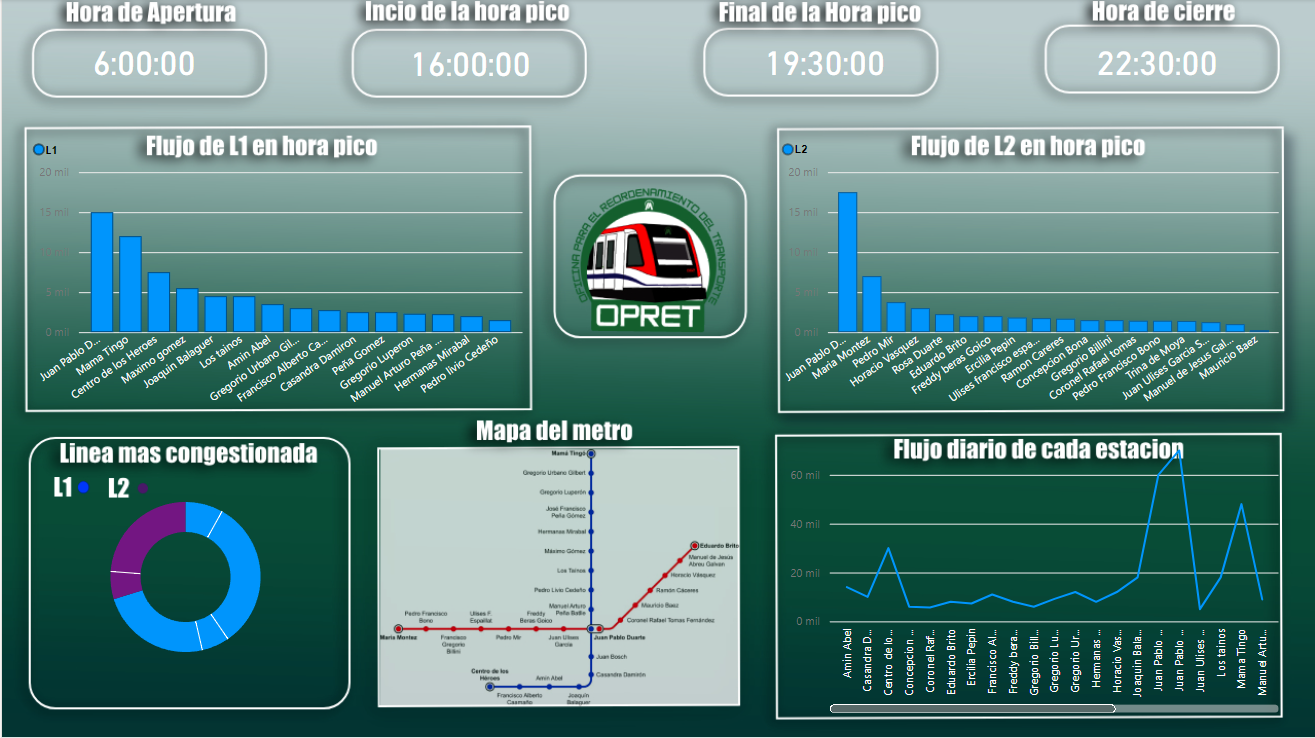 Hora de Apertura
Incio de la hora pico
Final de la Hora pico
Hora de cierre
6:00:00
16:00:00
19:30:00
22:30:00
Flujo de L1 en hora pico
L1
20 mil
15 mil
10 mil
5 mil
0 mil
Juan Pablo D...
Mama Tingo
Centro de los Heroes
Maximo gomez
Joaquin Balaguer
Los tainos
Amin Abel
Gregorio Urbano Gil...
Francisco Alberto Ca...
Casandra Damiron
Peña Gomez
Gregorio Luperon
Manuel Arturo Peña ...
Hermanas Mirabal
Pedro livio Cedeño
OFICINA PARA EL REORDENAMIENTO DEL TRANSPORTE
OPRET
Flujo de L2 en hora pico
L2
20 mil
15 mil
10 mil
5 mil
0 mil
Juan Pablo D...
Maria Montez
Pedro Mir
Horacio Vasquez
Rosa Duarte
Eduardo Brito
Freddy beras Goico
Ercilia Pepin
Ulises francisco espa...
Ramon Careres
Concepcion Bona
Gregorio Billini
Coronel Rafael tomas
Pedro Francisco Bono
Trina de Moya
Juan Ulises Garcia S...
Manuel de Jesus Gal...
Mauricio Baez
Linea mas congestionada
L1
L2
Mapa del metro
Mamá Tingó
Gregorio Urbano Gilbert
Gregorio Luperón
José Francisco
Peña Gómez
Hermanas Mirabal
Máximo Gómez
Los Taínos
Pedro Livio Cedeño
Manuel Arturo
Peña Batlle
Eduardo Brito
Manuel de Jesús
Abreu Galván
Horacio Vásquez
Ramón Cáceres
Mauricio Báez
Coronel Rafael Tomas Fernández
Pedro Francisco
Bono
Ulises F.
Espaillat
Freddy
Beras Goico
María Montez
Francisco
Gregorio
Billini
Pedro Mir
Juan Ulises
García
Juan Pablo Duarte
Juan Bosch
Casandra Damirón
Centro de los
Héroes
Amín Abel
Francisco Alberto
Caamaño
Joaquín
Balaguer
Flujo diario de cada estacion
60 mil
40 mil
20 mil
0 mil
Amin Abel
Casandra D...
Centro de lo...
Concepcion ...
Coronel Raf...
Eduardo Brito
Ercilia Pepin
Francisco Al...
Freddy bera...
Gregorio Bill...
Gregorio Lu...
Gregorio Ur...
Hermanas ...
Horacio Vas...
Joaquin Bala...
Juan Pablo ...
Juan Pablo ...
Juan Ulises ...
Los tainos
Mama Tingo
Manuel Artu...